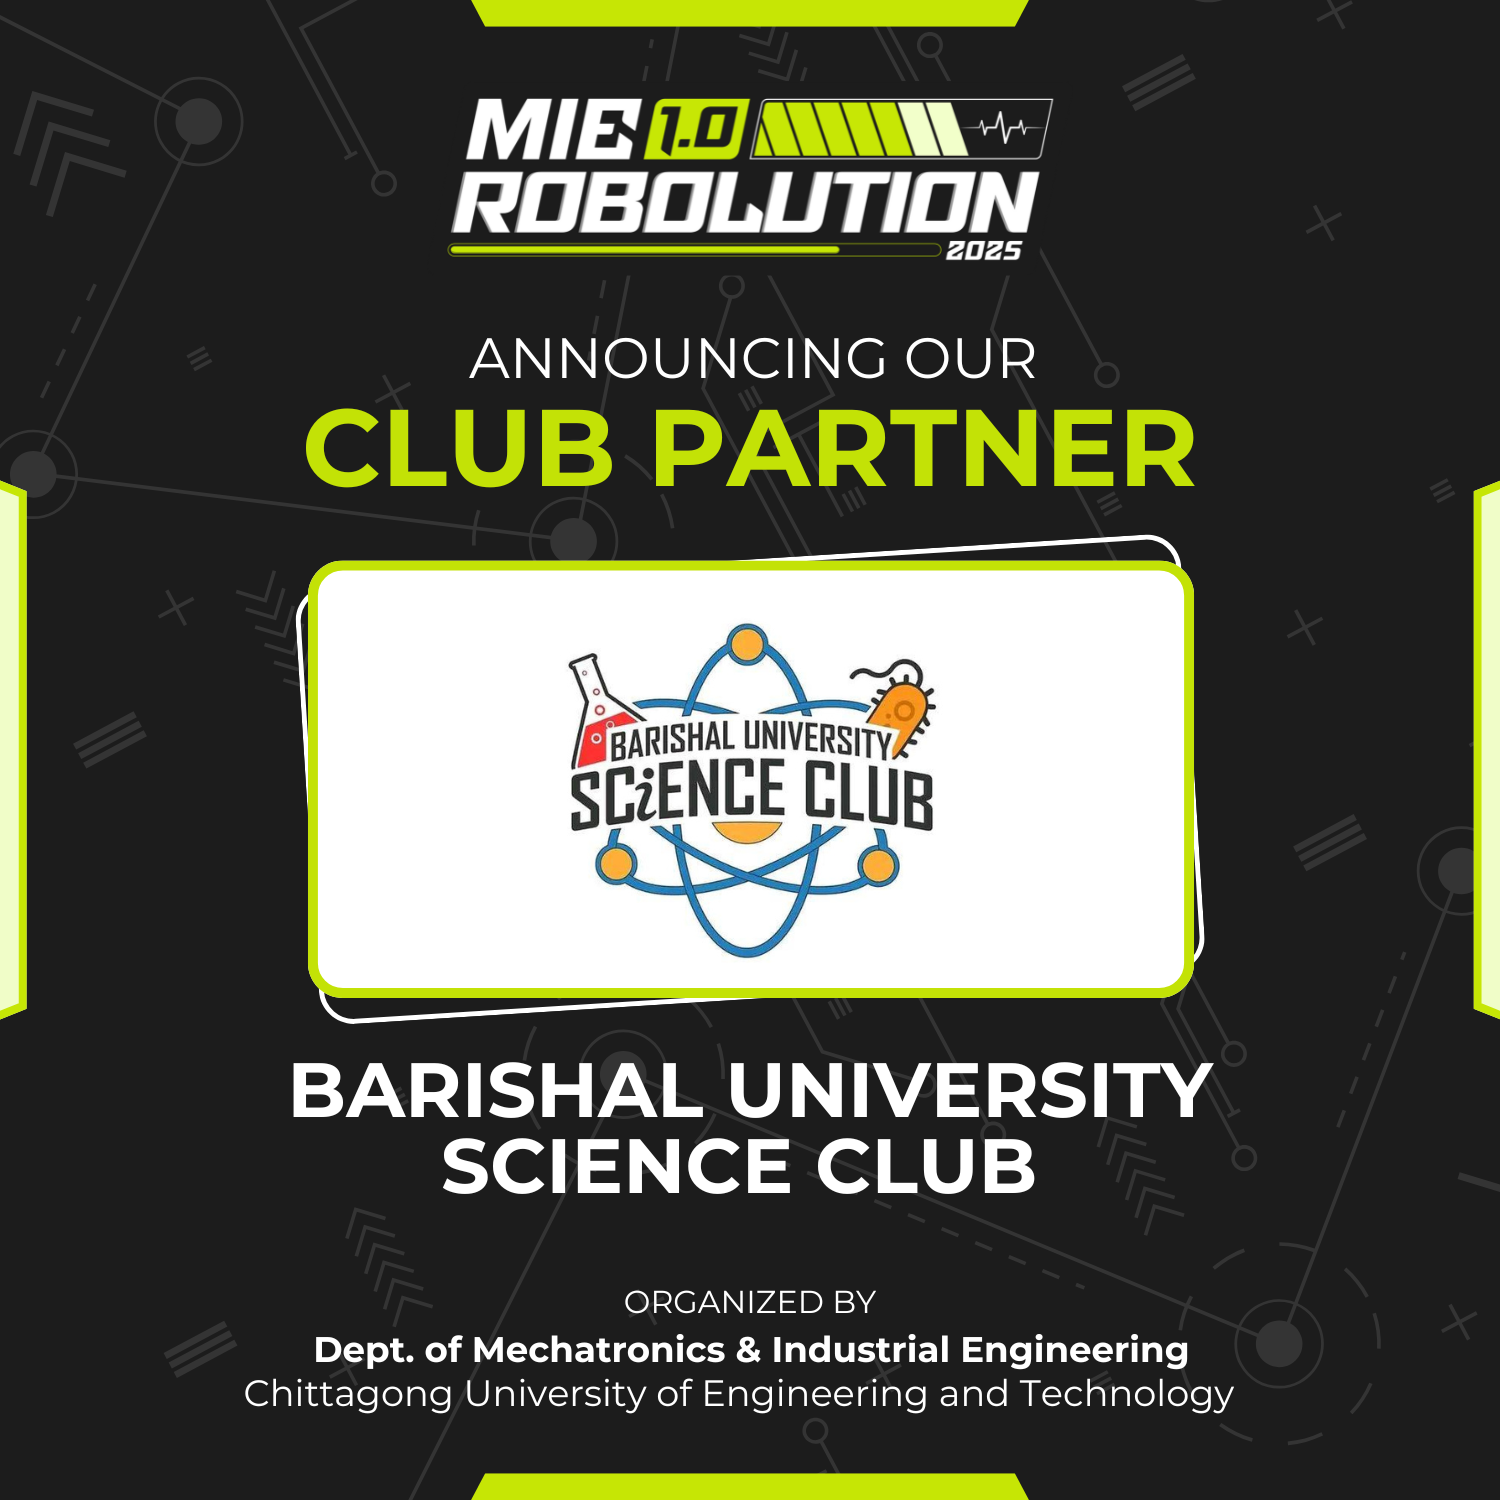 MIE 1.0
ROBOLUTION
2025
ANNOUNCING OUR
CLUB PARTNER
BARISHAL UNIVERSITY
SCiENCE CLUB
BARISHAL UNIVERSITY
SCIENCE CLUB
ORGANIZED BY
Dept. of Mechatronics & Industrial Engineering
Chittagong University of Engineering and Technology